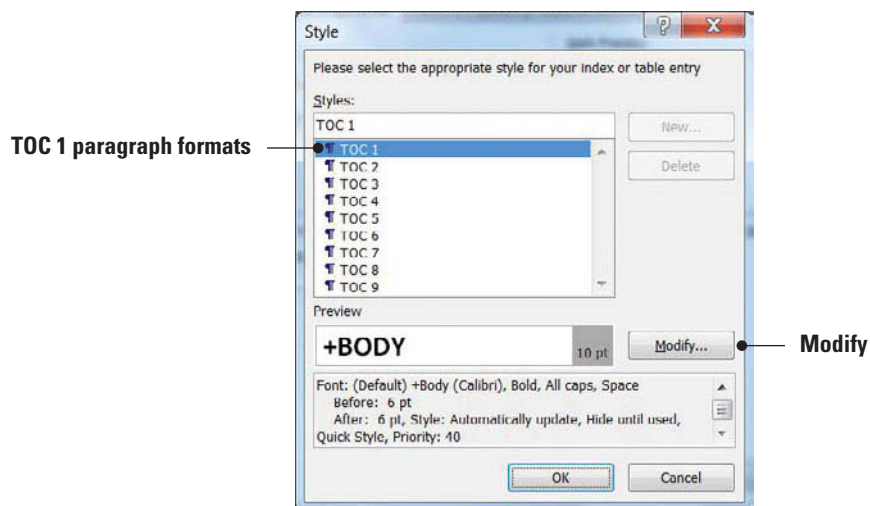 Style
Please select the appropriate style for your index or table entry
Styles:
TOC 1
New...
TOC 1 paragraph formats
¶ TOC 1
¶ TOC 2
Delete
¶ TOC 3
¶ TOC 4
¶ TOC 5
¶ TOC 6
¶ TOC 7
¶ TOC 8
¶ TOC 9
Preview
+BODY
10 pt
Modify...
Modify
Font: (Default) +Body (Calibri), Bold, All caps, Space
Before: 6 pt
After: 6 pt, Style: Automatically update, Hide until used,
Quick Style, Priority: 40
OK
Cancel